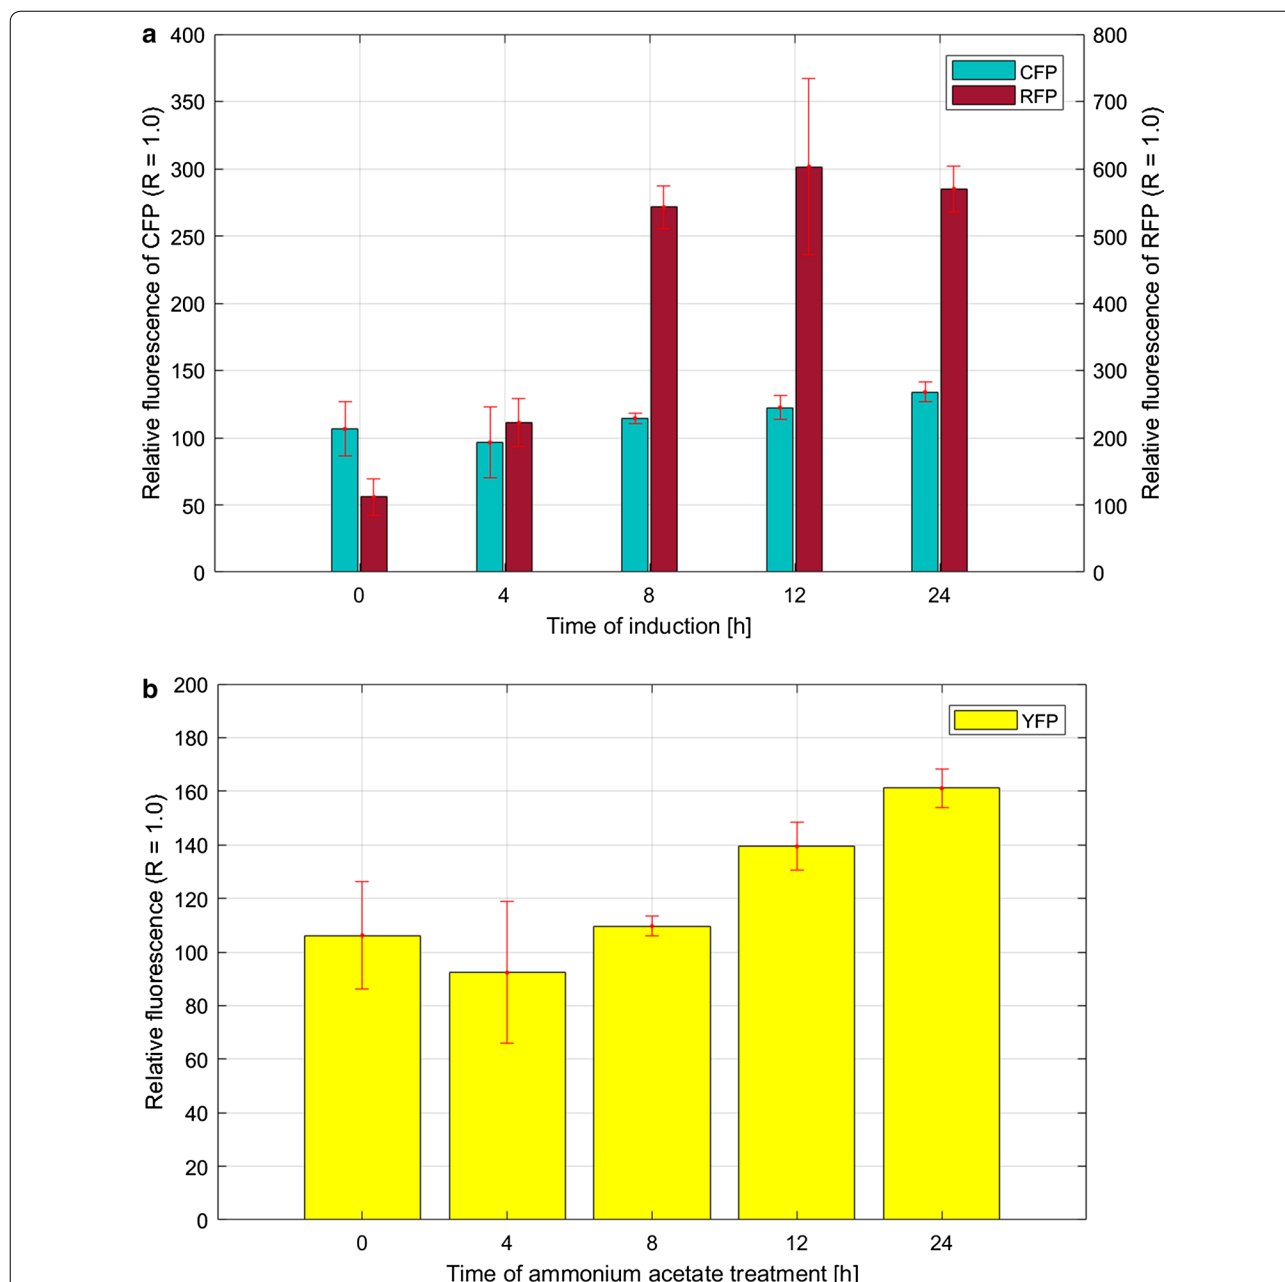 a
Relative fluorescence of CFP (R = 1.0)
400
350
300
250
200
150
100
50
0
CFP
RFP
800
700
600
500
400
300
200
100
0
Relative fluorescence of RFP (R = 1.0)
0 4 8 12 24
Time of induction [h]
b
Relative fluorescence (R = 1.0)
200
180
160
140
120
100
80
60
40
20
0
YFP
0 4 8 12 24
Time of ammonium acetate treatment [h]